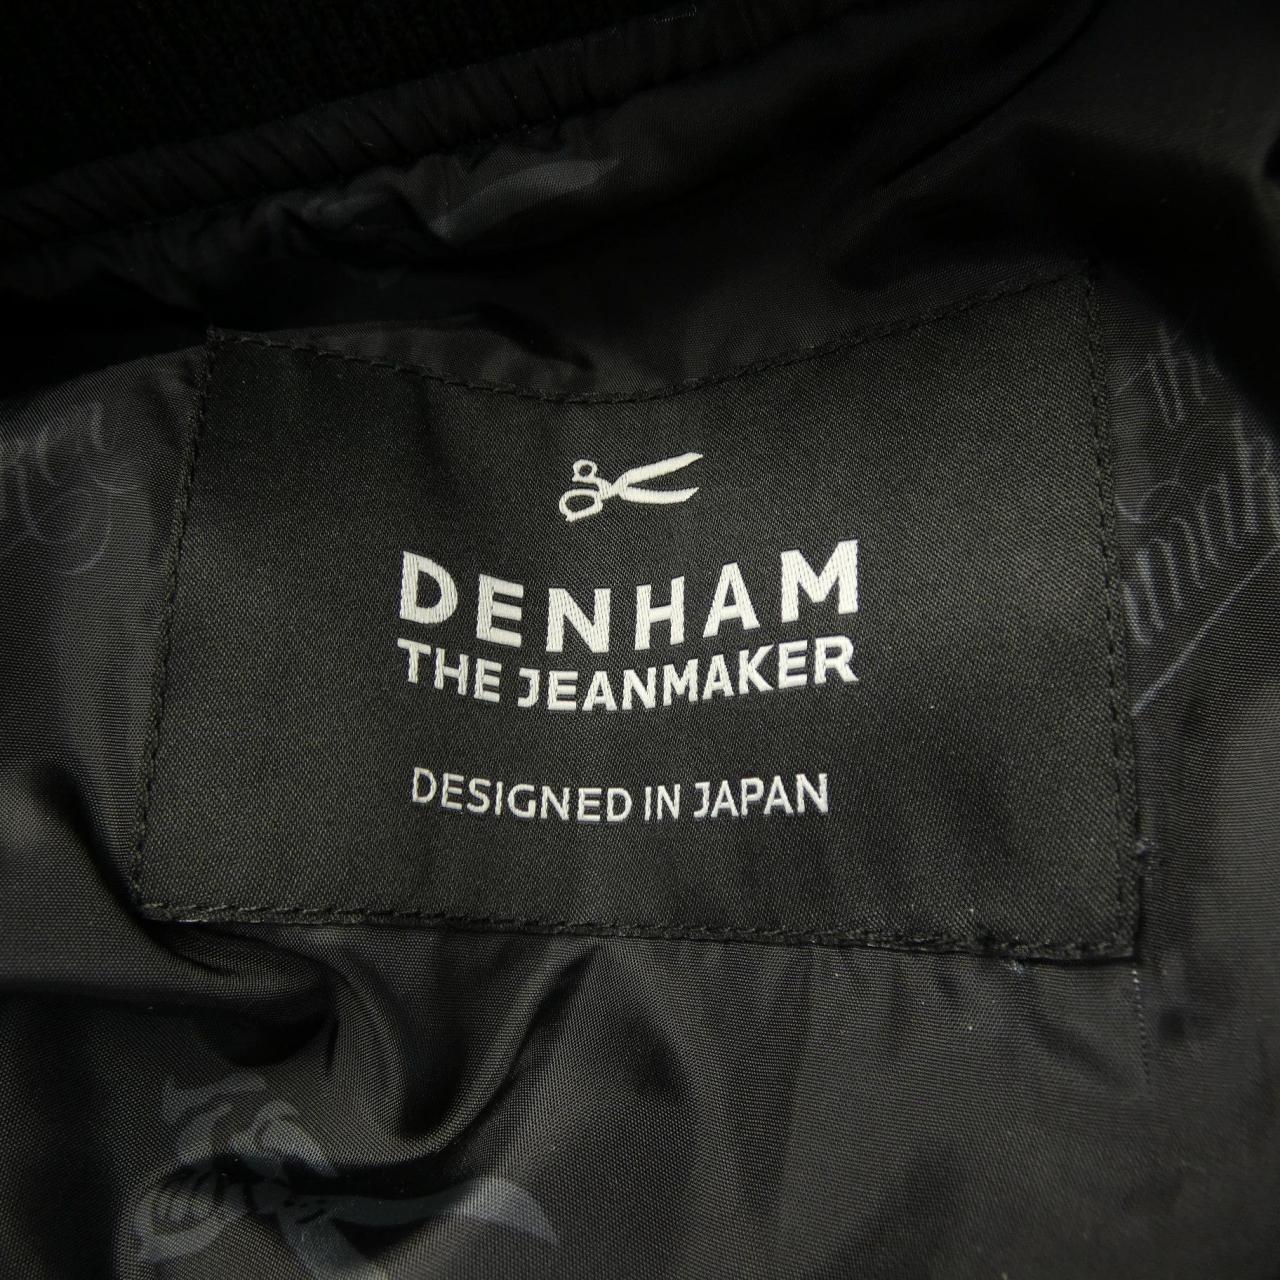 DENHAM
THE JEANMAKER
DESIGNED IN JAPAN